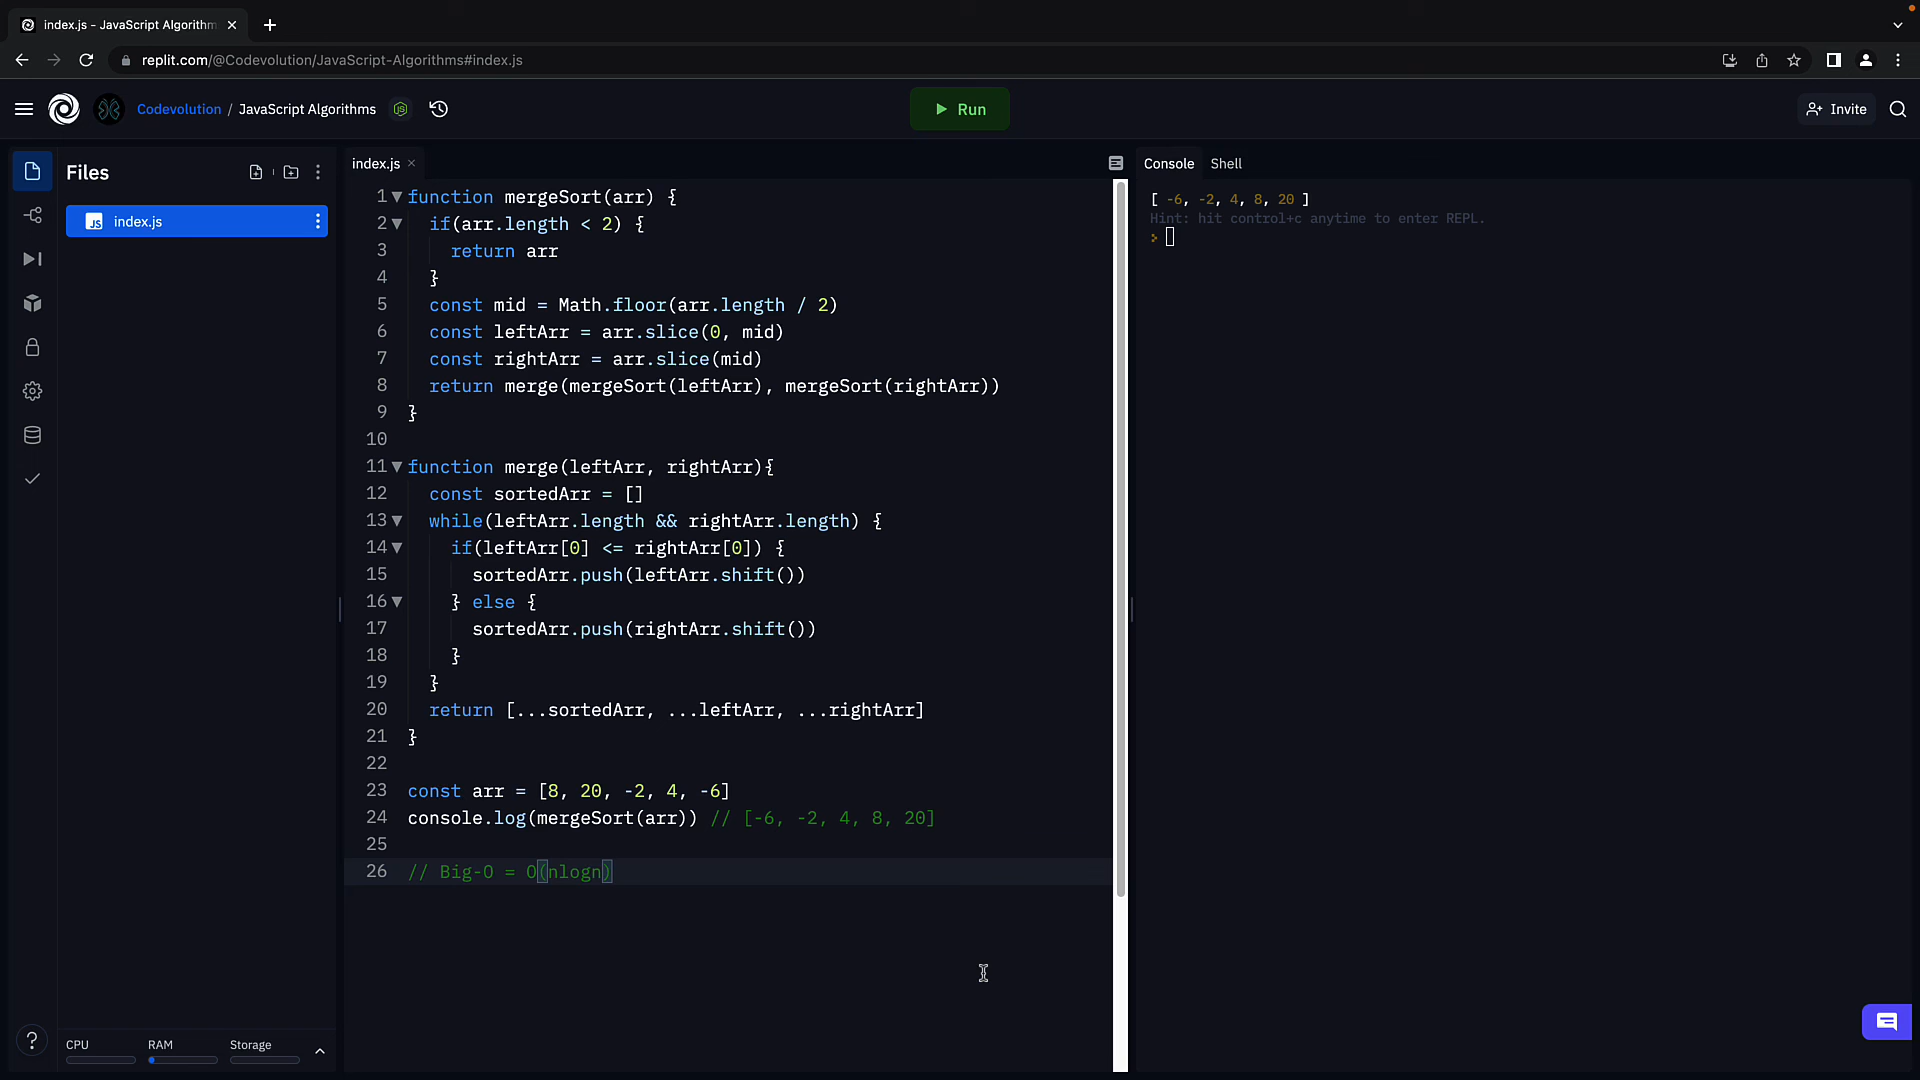 index.js - JavaScript Algorithm
replit.com/@Codevolution/JavaScript-Algorithms#index.js
Codevolution / JavaScript Algorithms
Run
Invite
Files
index.js
index.js
1 function mergeSort(arr) {
2 if(arr.length < 2) {
3 return arr
4 }
5 const mid = Math.floor(arr.length / 2)
6 const leftArr = arr.slice(0, mid)
7 const rightArr = arr.slice(mid)
8 return merge(mergeSort(leftArr), mergeSort(rightArr))
9 }
10
11 function merge(leftArr, rightArr){
12 const sortedArr = []
13 while(leftArr.length && rightArr.length) {
14 if(leftArr[0] <= rightArr[0]) {
15 sortedArr.push(leftArr.shift())
16 } else {
17 sortedArr.push(rightArr.shift())
18 }
19 }
20 return [...sortedArr, ...leftArr, ...rightArr]
21 }
22
23 const arr = [8, 20, -2, 4, -6]
24 console.log(mergeSort(arr)) // [-6, -2, 4, 8, 20]
25
26 // Big-O = O(nlogn)
Console Shell
[ -6, -2, 4, 8, 20 ]
Hint: hit control+c anytime to enter REPL.
>
CPU RAM Storage